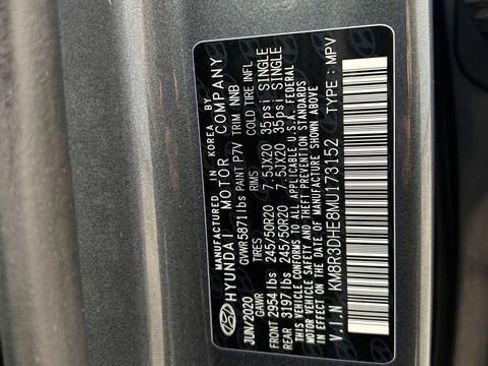 MANUFACTURED IN KOREA BY
HYUNDAI MOTOR COMPANY
JUN/2020 GVWR 5871lbs PAINT P7V TRIM NNB
GAWR TIRES RIMS COLD TIRE INFL
FRONT 2954lbs 245/50R20 7.5JX20 35psi SINGLE
REAR 3197lbs 245/50R20 7.5JX20 35psi SINGLE
THIS VEHICLE CONFORMS TO ALL APPLICABLE U.S.A. FEDERAL
MOTOR VEHICLE SAFETY AND THEFT PREVENTION
STANDARDS IN EFFECT ON THE DATE OF MANUFACTURE SHOWN ABOVE
V.I.N KM8R3DHE8MU173152 TYPE : MPV